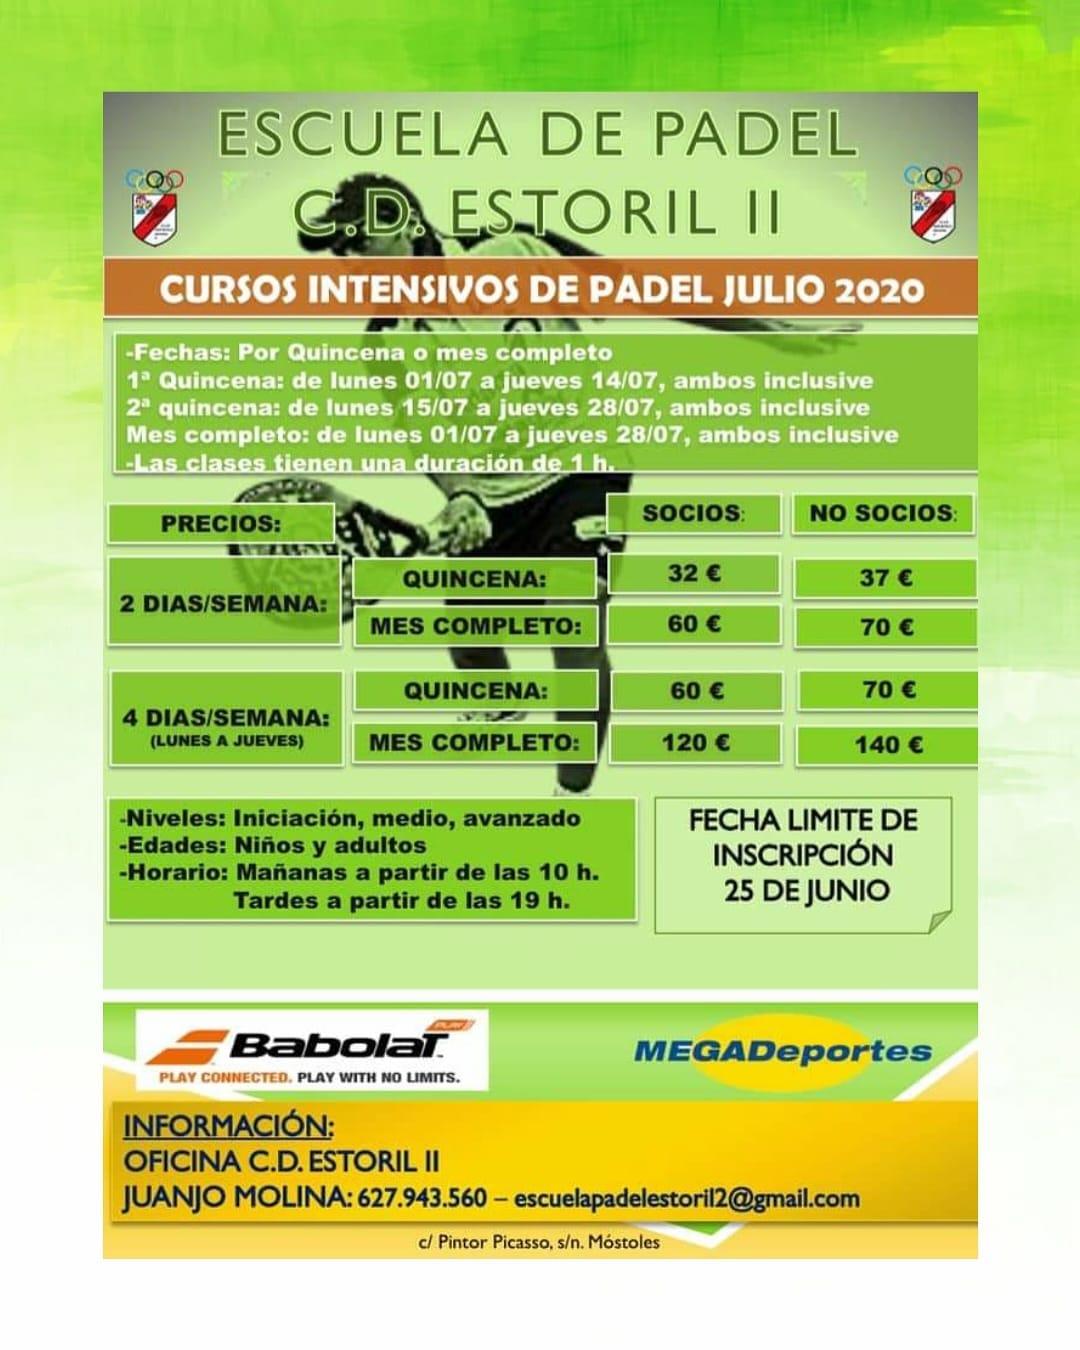 ESCUELA DE PADEL
C.D. ESTORIL II
CURSOS INTENSIVOS DE PADEL JULIO 2020
-Fechas: Por Quincena o mes completo
1ª Quincena: de lunes 01/07 a jueves 14/07, ambos inclusive
2ª quincena: de lunes 15/07 a jueves 28/07, ambos inclusive
Mes completo: de lunes 01/07 a jueves 28/07, ambos inclusive
-Las clases tienen una duración de 1 h.
PRECIOS:
SOCIOS:
NO SOCIOS:
2 DIAS/SEMANA:
QUINCENA:
32 €
37 €
MES COMPLETO:
60 €
70 €
4 DIAS/SEMANA:
(LUNES A JUEVES)
QUINCENA:
60 €
70 €
MES COMPLETO:
120 €
140 €
-Niveles: Iniciación, medio, avanzado
-Edades: Niños y adultos
-Horario: Mañanas a partir de las 10 h.
Tardes a partir de las 19 h.
FECHA LIMITE DE
INSCRIPCIÓN
25 DE JUNIO
PLAY
BabolaT
PLAY CONNECTED. PLAY WITH NO LIMITS.
MEGADeportes
INFORMACIÓN:
OFICINA C.D. ESTORIL II
JUANJO MOLINA: 627.943.560 – escuelapadelestoril2@gmail.com
c/ Pintor Picasso, s/n. Móstoles